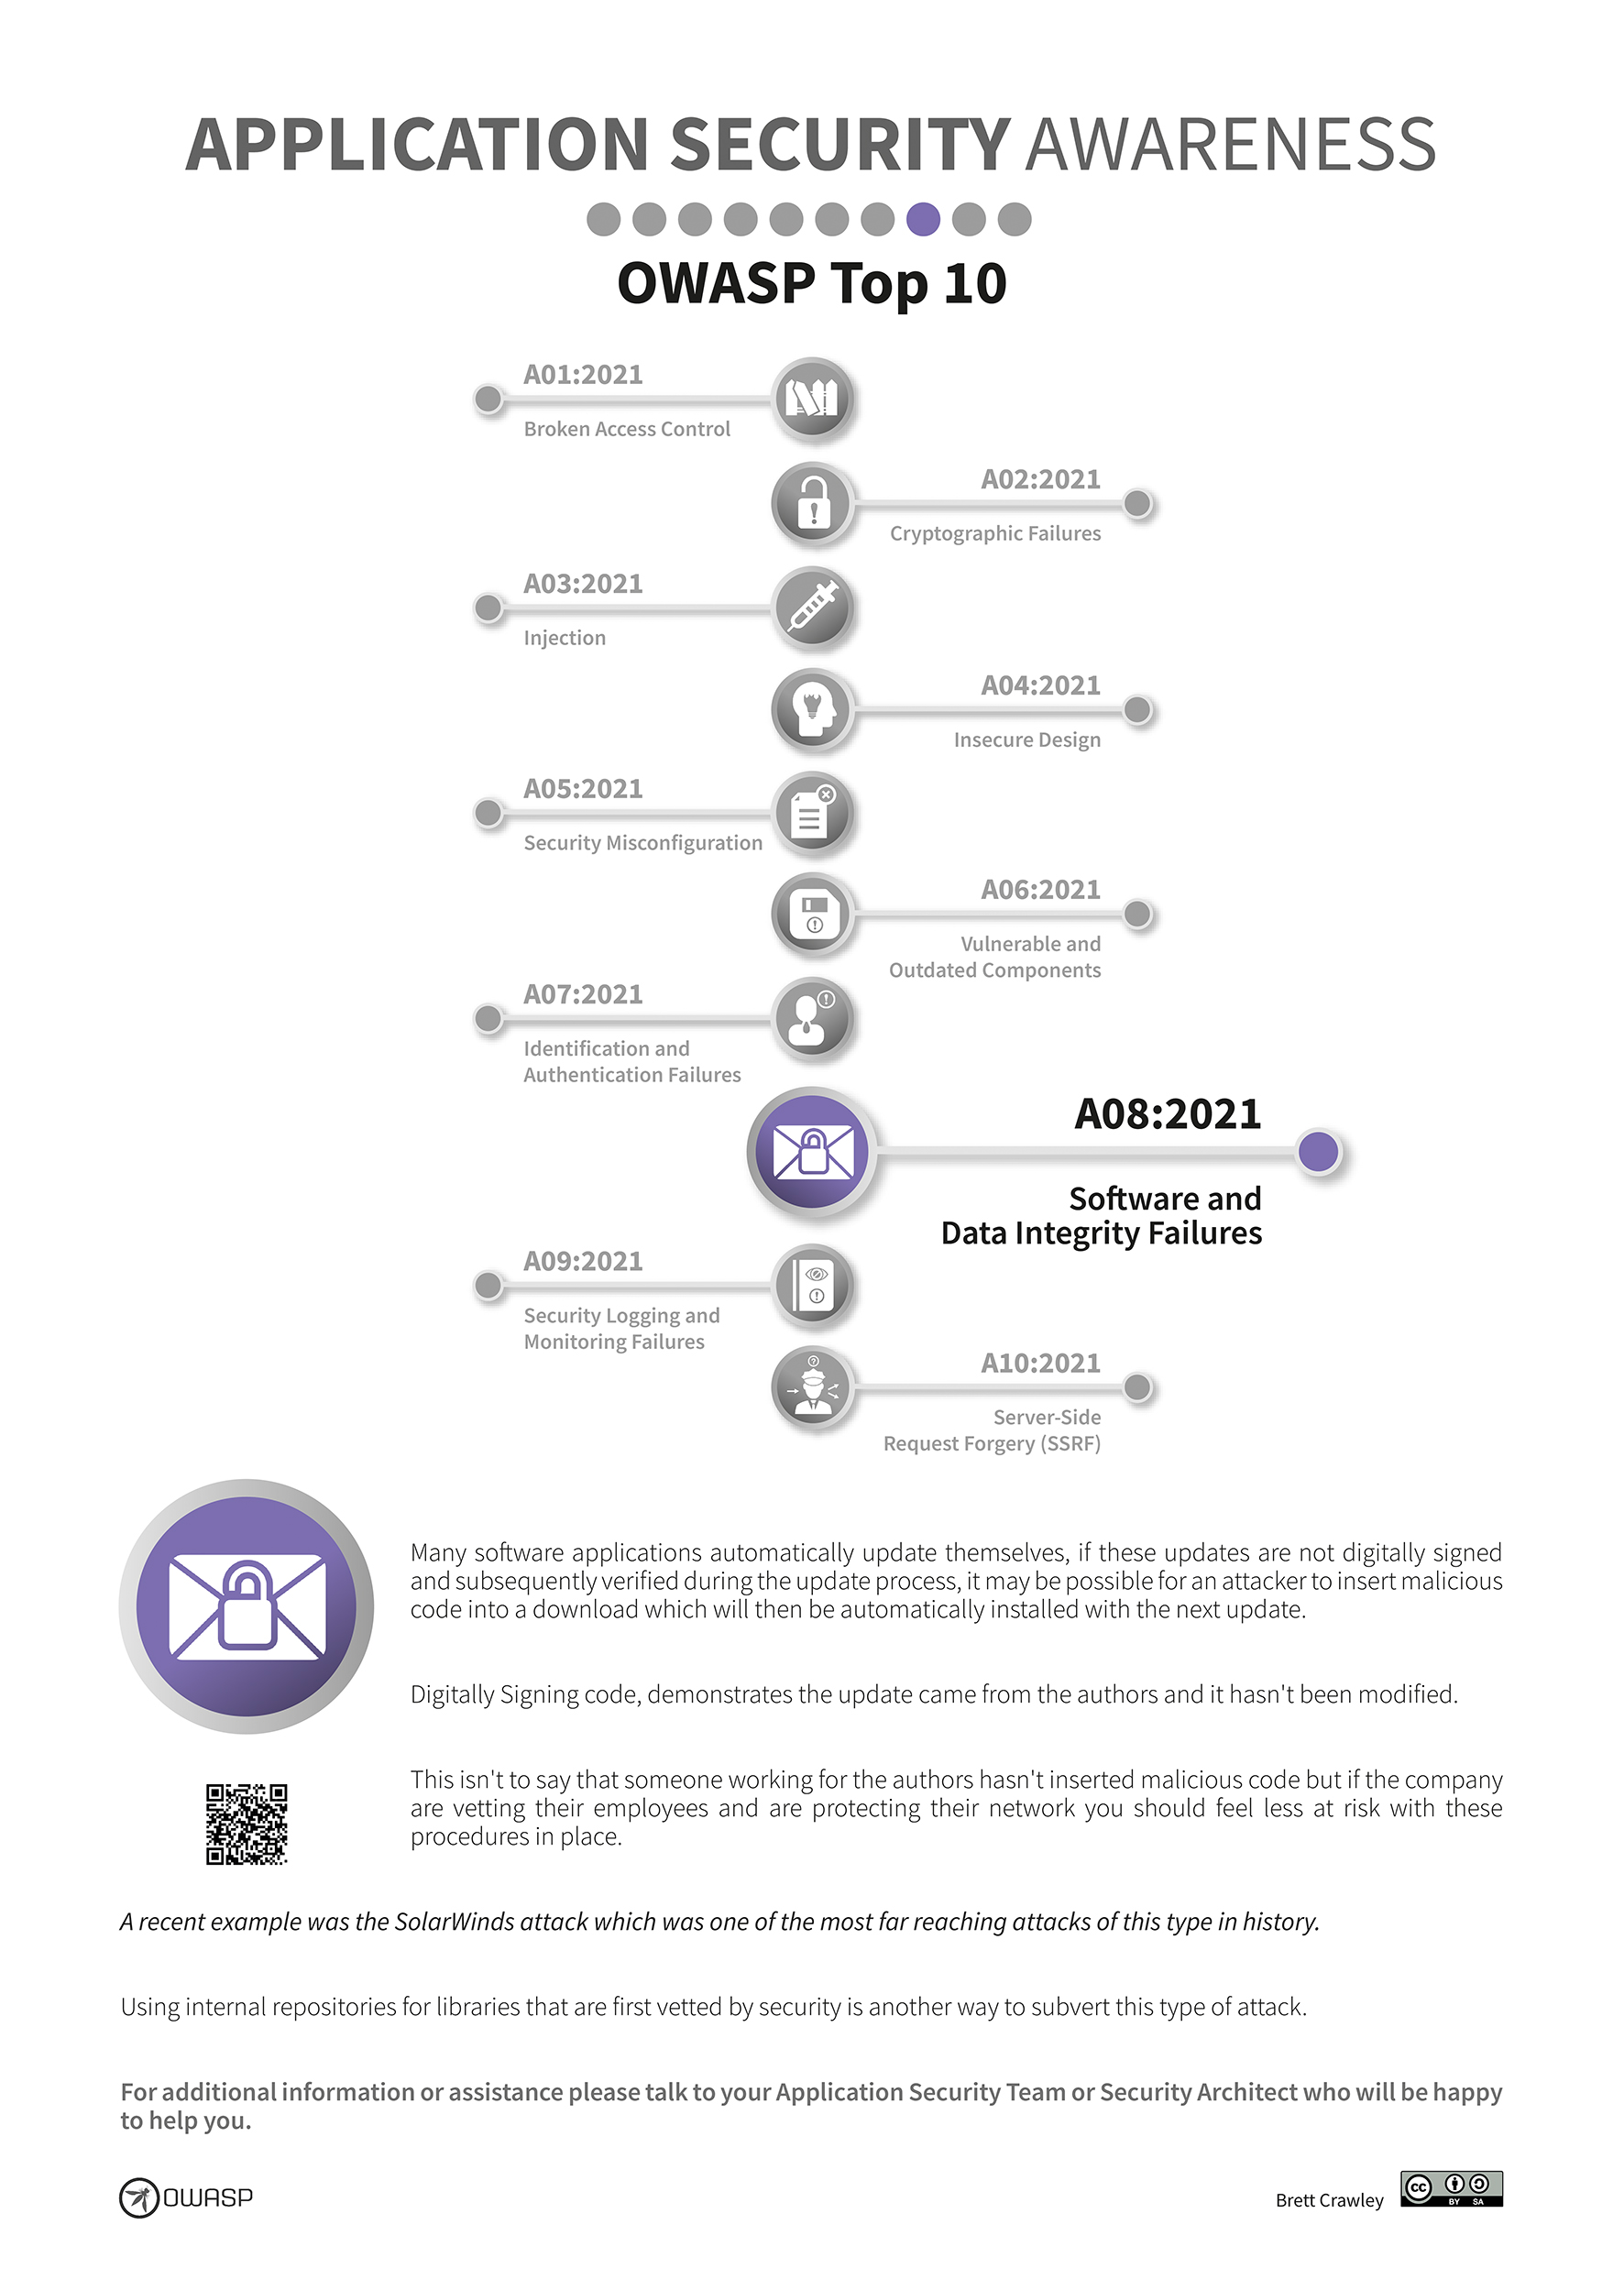 APPLICATION SECURITY AWARENESS
OWASP Top 10
A01:2021
Broken Access Control
A02:2021
Cryptographic Failures
A03:2021
Injection
A04:2021
Insecure Design
A05:2021
Security Misconfiguration
A06:2021
Vulnerable and
Outdated Components
A07:2021
Identification and
Authentication Failures
A08:2021
Software and
Data Integrity Failures
A09:2021
Security Logging and
Monitoring Failures
A10:2021
Server-Side
Request Forgery (SSRF)
Many software applications automatically update themselves, if these updates are not digitally signed
and subsequently verified during the update process, it may be possible for an attacker to insert malicious
code into a download which will then be automatically installed with the next update.
Digitally Signing code, demonstrates the update came from the authors and it hasn't been modified.
This isn't to say that someone working for the authors hasn't inserted malicious code but if the company
are vetting their employees and are protecting their network you should feel less at risk with these
procedures in place.
A recent example was the SolarWinds attack which was one of the most far reaching attacks of this type in history.
Using internal repositories for libraries that are first vetted by security is another way to subvert this type of attack.
For additional information or assistance please talk to your Application Security Team or Security Architect who will be happy
to help you.
OWASP
Brett Crawley
cc
BY SA